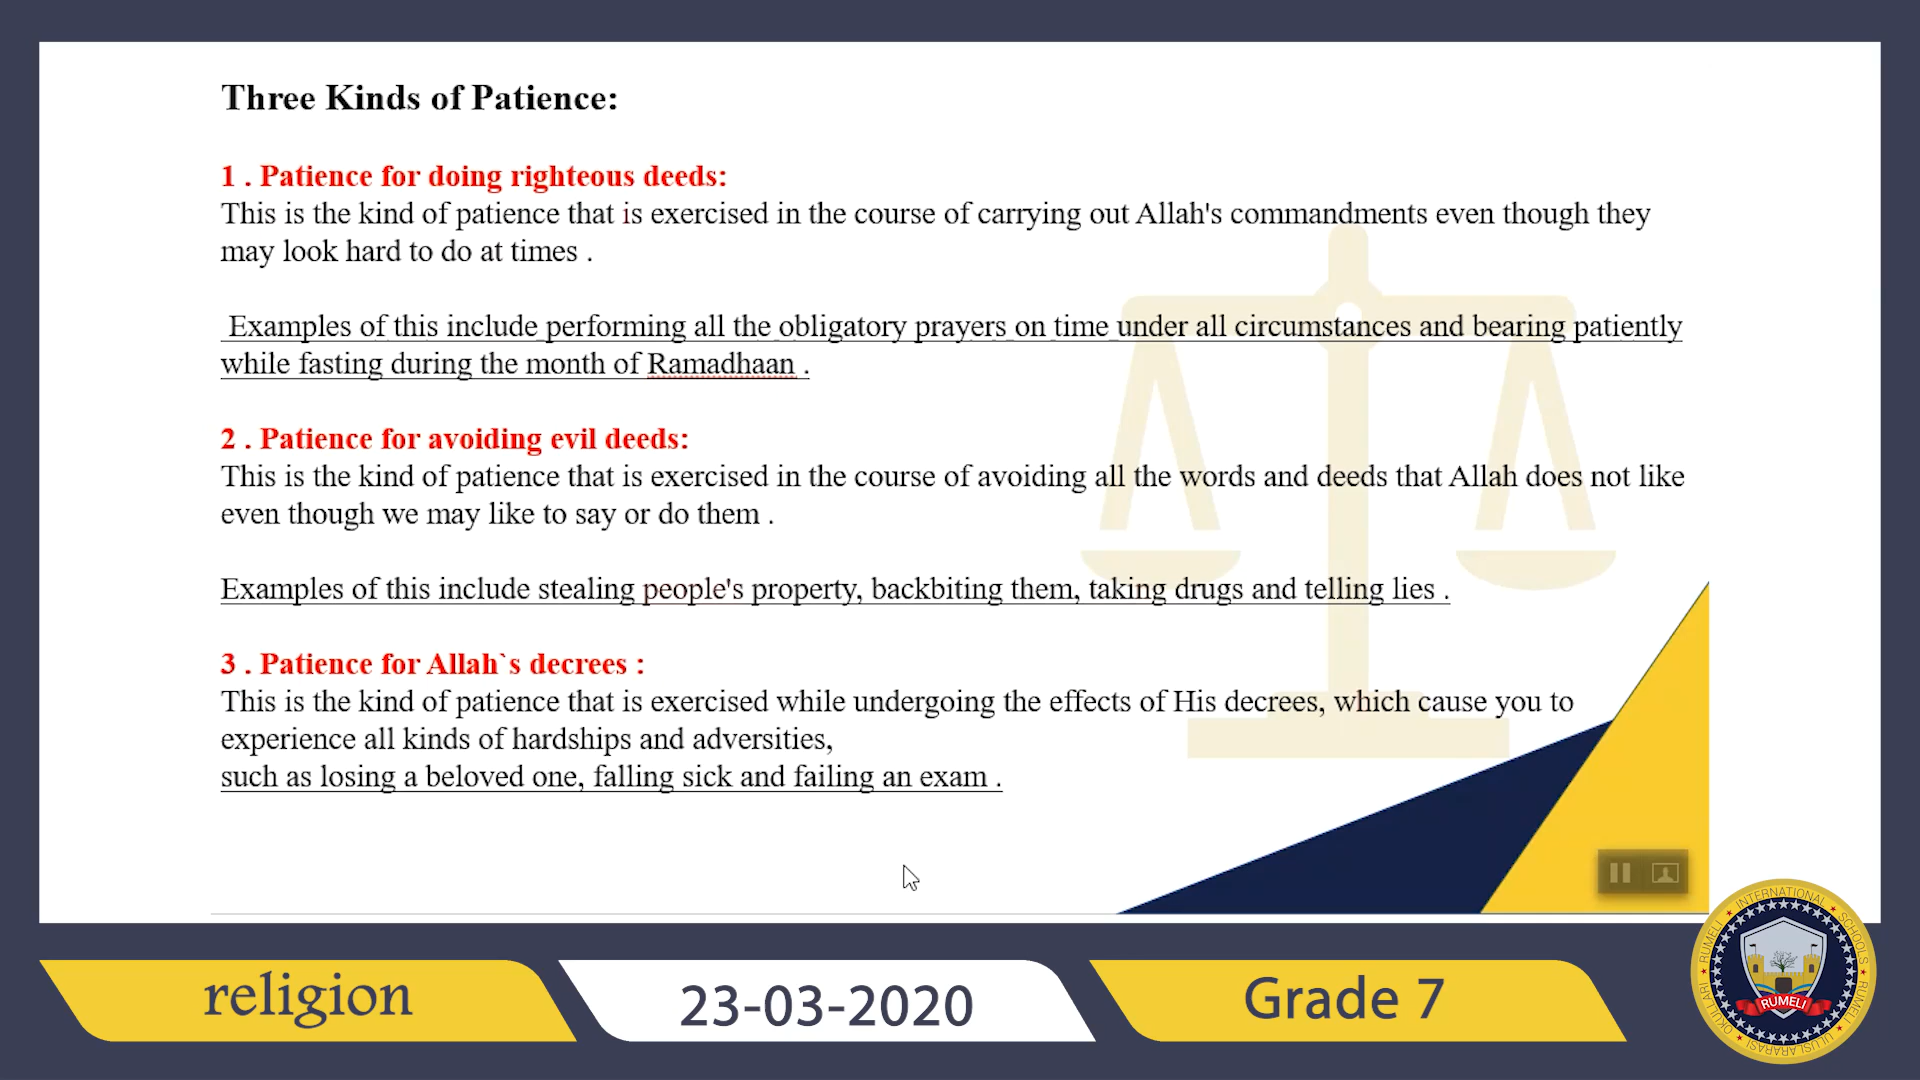 Three Kinds of Patience:
1 . Patience for doing righteous deeds:
This is the kind of patience that is exercised in the course of carrying out Allah's commandments even though they
may look hard to do at times .
Examples of this include performing all the obligatory prayers on time under all circumstances and bearing patiently
while fasting during the month of Ramadhaan .
2 . Patience for avoiding evil deeds:
This is the kind of patience that is exercised in the course of avoiding all the words and deeds that Allah does not like
even though we may like to say or do them .
Examples of this include stealing people's property, backbiting them, taking drugs and telling lies .
3 . Patience for Allah`s decrees :
This is the kind of patience that is exercised while undergoing the effects of His decrees, which cause you to
experience all kinds of hardships and adversities,
such as losing a beloved one, falling sick and failing an exam .
religion
23-03-2020
Grade 7
RUMELI INTERNATIONAL SCHOOLS
RUMELI ULUSLARARASI OKULLARI
RUMELI